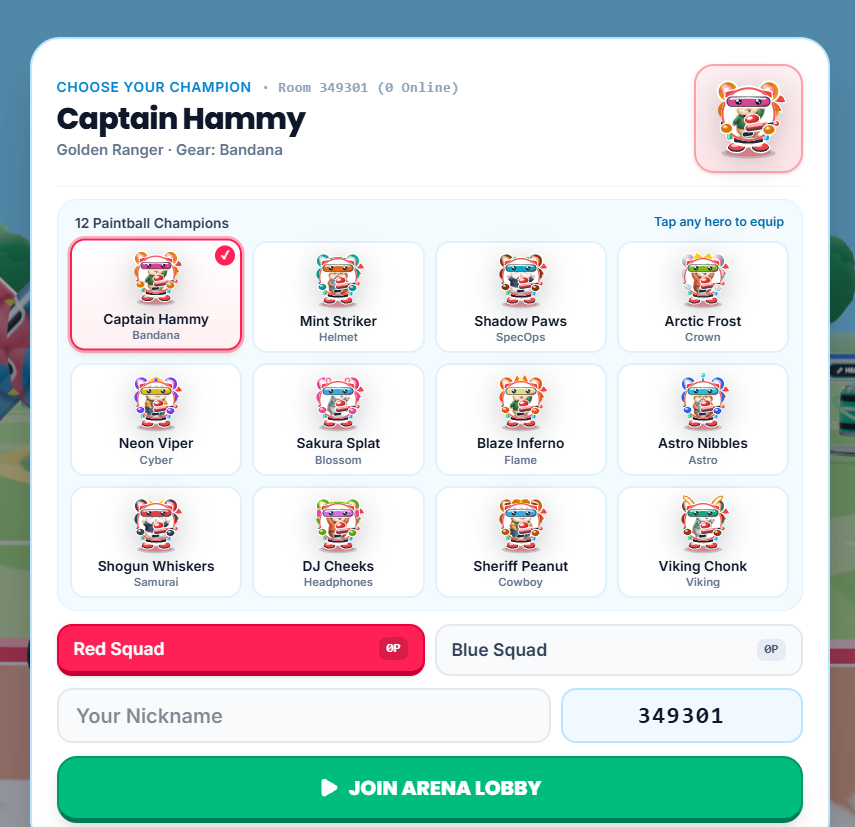 CHOOSE YOUR CHAMPION • Room 349301 (0 Online)
Captain Hammy
Golden Ranger · Gear: Bandana
12 Paintball Champions
Tap any hero to equip
Captain Hammy
Bandana
Mint Striker
Helmet
Shadow Paws
SpecOps
Arctic Frost
Crown
Neon Viper
Cyber
Sakura Splat
Blossom
Blaze Inferno
Flame
Astro Nibbles
Astro
Shogun Whiskers
Samurai
DJ Cheeks
Headphones
Sheriff Peanut
Cowboy
Viking Chonk
Viking
Red Squad 0P
Blue Squad 0P
Your Nickname
349301
JOIN ARENA LOBBY